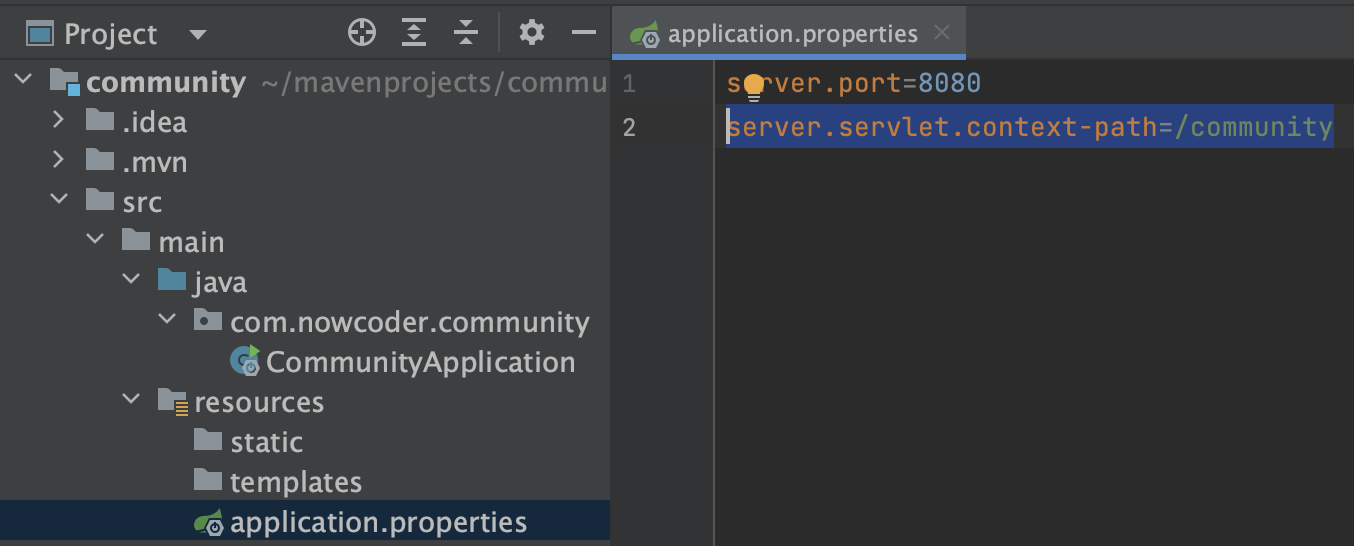 Project
application.properties
community ~/mavenprojects/commu
.idea
.mvn
src
main
java
com.nowcoder.community
CommunityApplication
resources
static
templates
application.properties
1 server.port=8080
2 server.servlet.context-path=/community